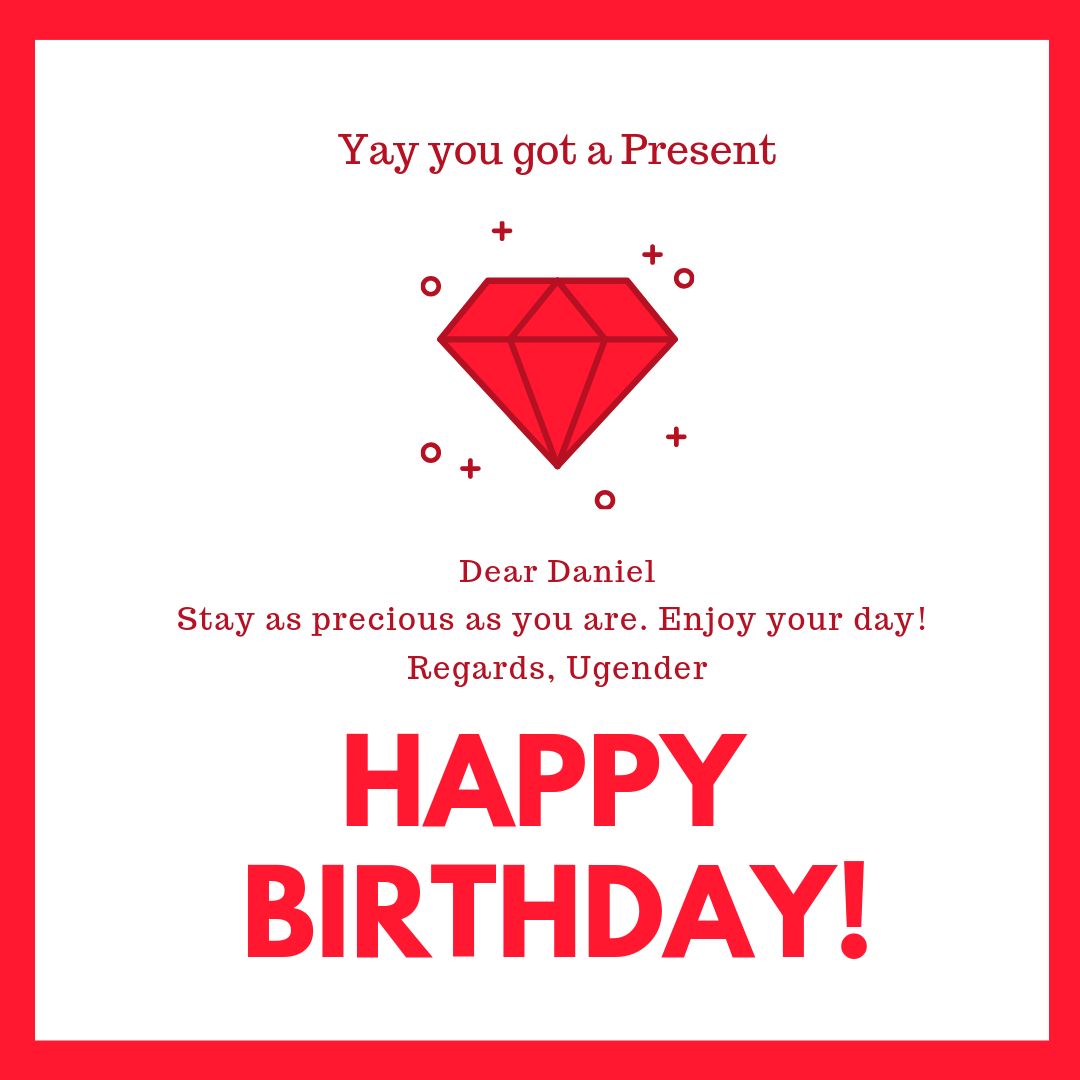 Yay you got a Present
Dear Daniel
Stay as precious as you are. Enjoy your day!
Regards, Ugender
HAPPY
BIRTHDAY!